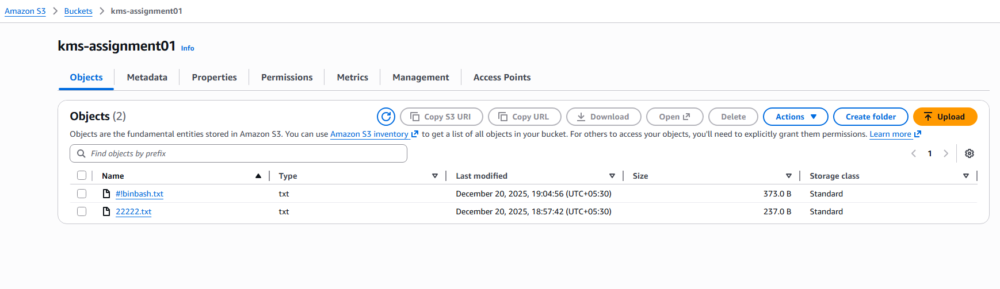 Amazon S3 > Buckets > kms-assignment01
kms-assignment01 Info
Objects Metadata Properties Permissions Metrics Management Access Points
Objects (2) Copy S3 URI Copy URL Download Open Delete Actions Create folder Upload
Objects are the fundamental entities stored in Amazon S3. You can use Amazon S3 inventory to get a list of all objects in your bucket. For others to access your objects, you'll need to explicitly grant them permissions. Learn more
Find objects by prefix 1
Name Type Last modified Size Storage class
#!binbash.txt txt December 20, 2025, 19:04:56 (UTC+05:30) 373.0 B Standard
22222.txt txt December 20, 2025, 18:57:42 (UTC+05:30) 237.0 B Standard